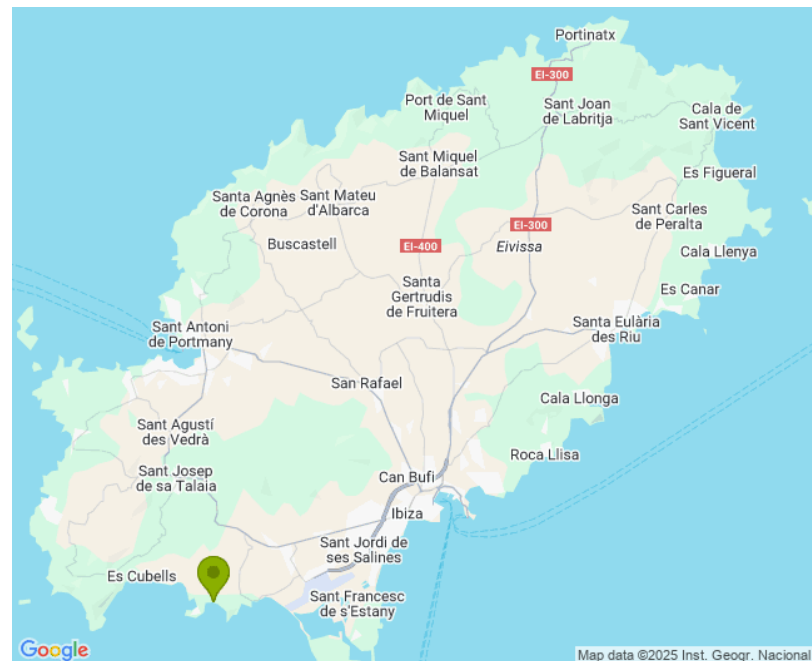 Portinatx
EI-300
Port de Sant
Miquel
Sant Joan
de Labritja
Cala de
Sant Vicent
Sant Miquel
de Balansat
Es Figueral
Santa Agnès
de Corona
Sant Mateu
d'Albarca
Sant Carles
de Peralta
EI-300
Buscastell
EI-400
Eivissa
Cala Llenya
Santa
Gertrudis
de Fruitera
Es Canar
Sant Antoni
de Portmany
Santa Eulària
des Riu
San Rafael
Cala Llonga
Sant Agustí
des Vedrà
Roca Llisa
Sant Josep
de sa Talaia
Can Bufi
Ibiza
Sant Jordi de
ses Salines
Es Cubells
Sant Francesc
de s'Estany
Google
Map data ©2025 Inst. Geogr. Nacional